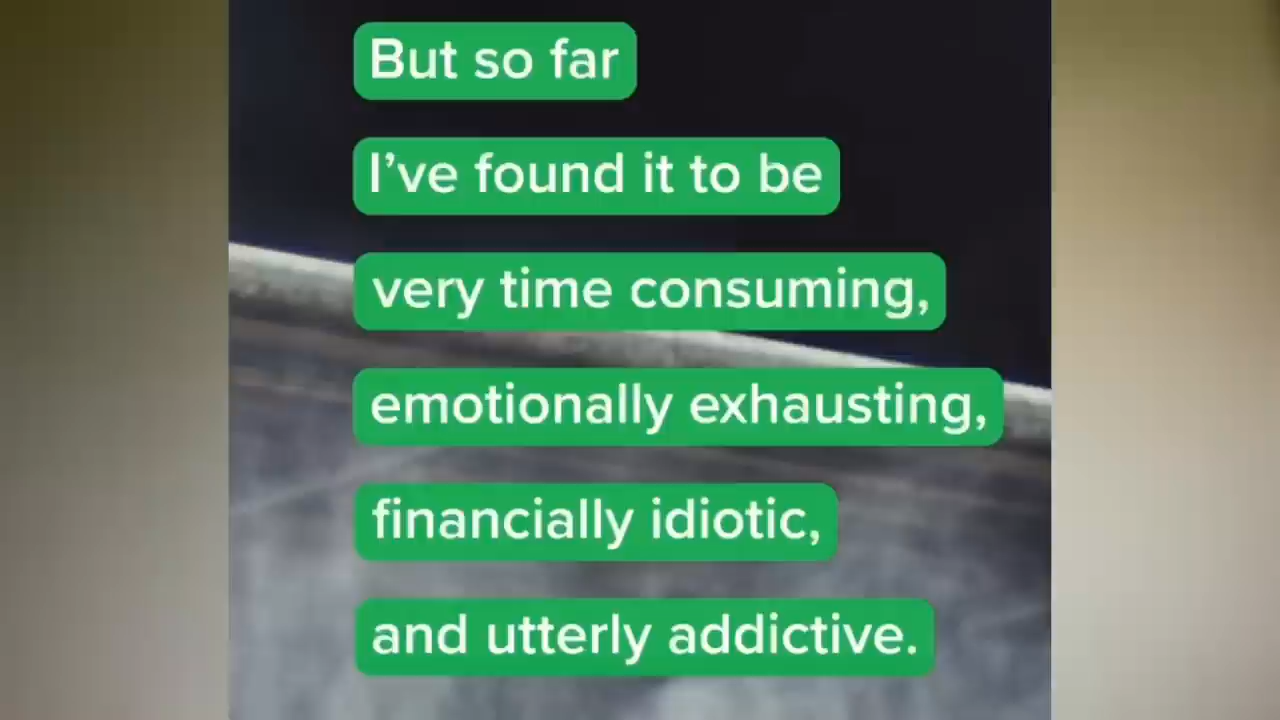 But so far
I’ve found it to be
very time consuming,
emotionally exhausting,
financially idiotic,
and utterly addictive.